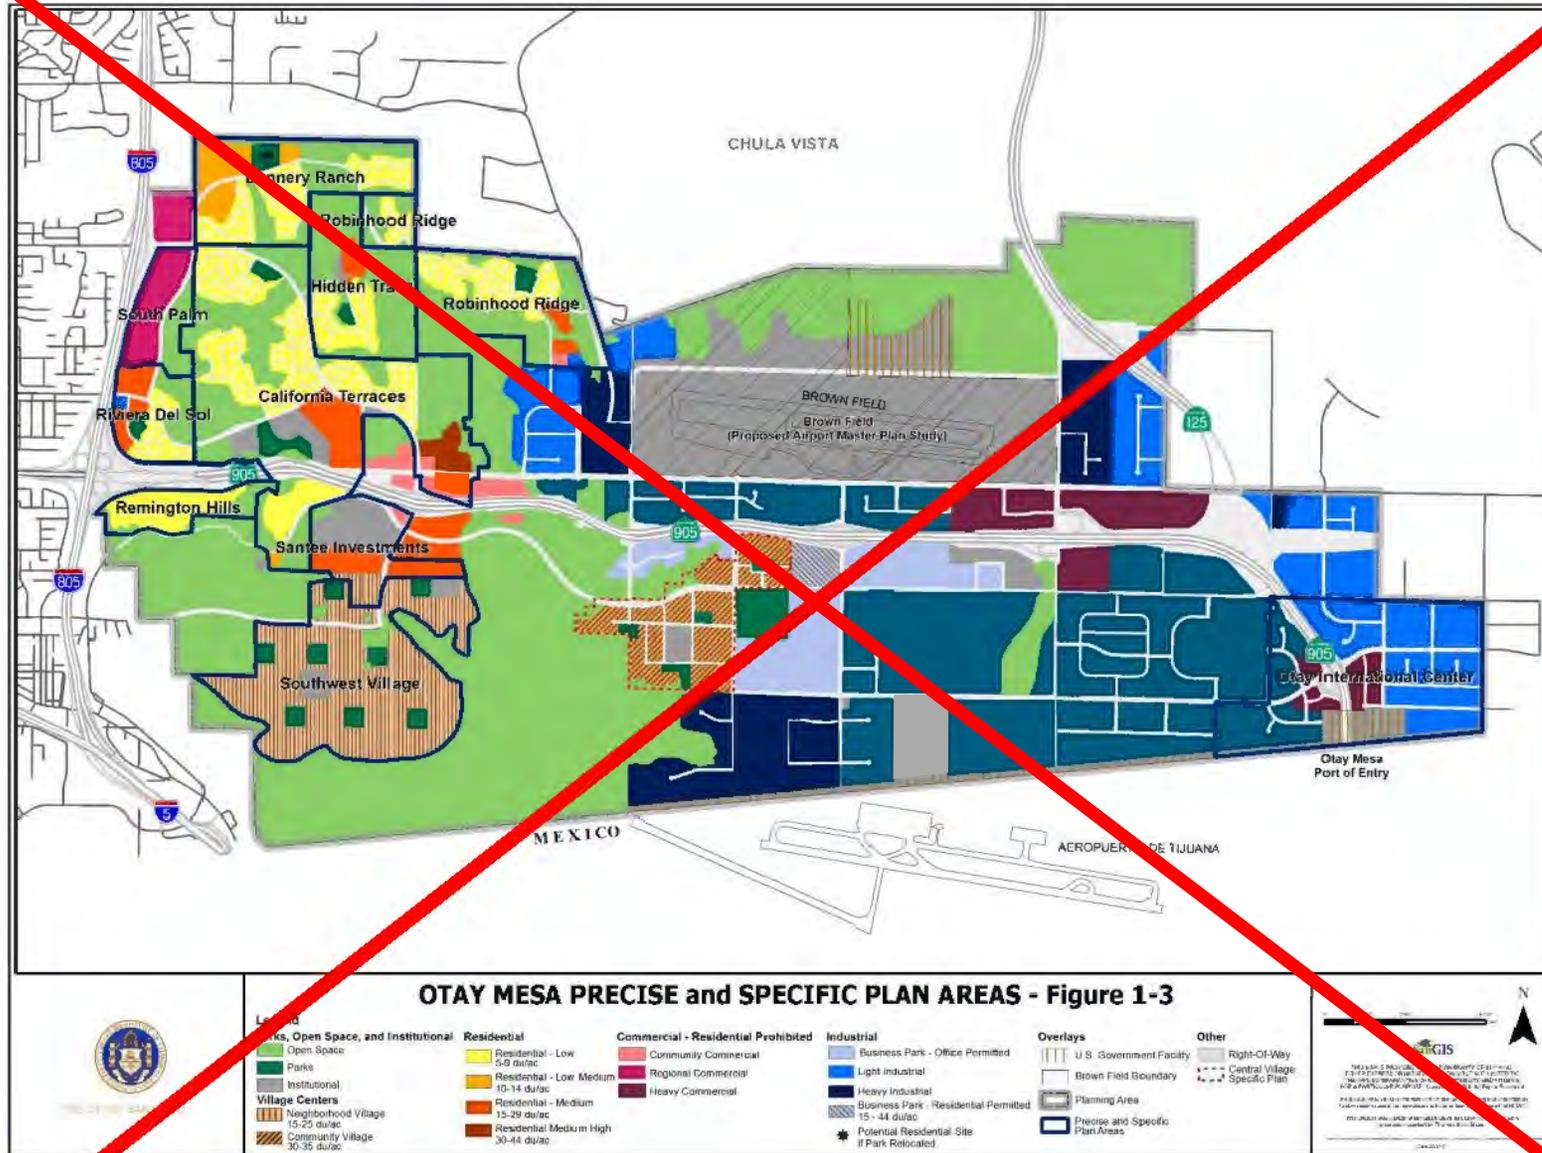 CHULA VISTA
805
Dennery Ranch
Robinhood Ridge
Hidden Trails
Robinhood Ridge
South Palm
California Terraces
BROWN FIELD
Brown Field
(Proposed Airport Master Plan Study)
Riviera Del Sol
125
905
Remington Hills
905
Santee Investments
805
905
Southwest Village
Otay International Center
Otay Mesa
Port of Entry
5
MEXICO
AEROPUERTO DE TIJUANA
OTAY MESA PRECISE and SPECIFIC PLAN AREAS - Figure 1-3
Legend
Parks, Open Space, and Institutional
Open Space
Parks
Institutional
Village Centers
Neighborhood Village
15-25 du/ac
Community Village
30-35 du/ac
Residential
Residential - Low
5-9 du/ac
Residential - Low Medium
10-14 du/ac
Residential - Medium
15-29 du/ac
Residential Medium High
30-44 du/ac
Commercial - Residential Prohibited
Community Commercial
Regional Commercial
Heavy Commercial
Industrial
Business Park - Office Permitted
Light Industrial
Heavy Industrial
Business Park - Residential Permitted
15 - 44 du/ac
Potential Residential Site
if Park Relocated
Overlays
U.S. Government Facility
Brown Field Boundary
Planning Area
Precise and Specific
Plan Areas
Other
Right-Of-Way
Central Village
Specific Plan
N